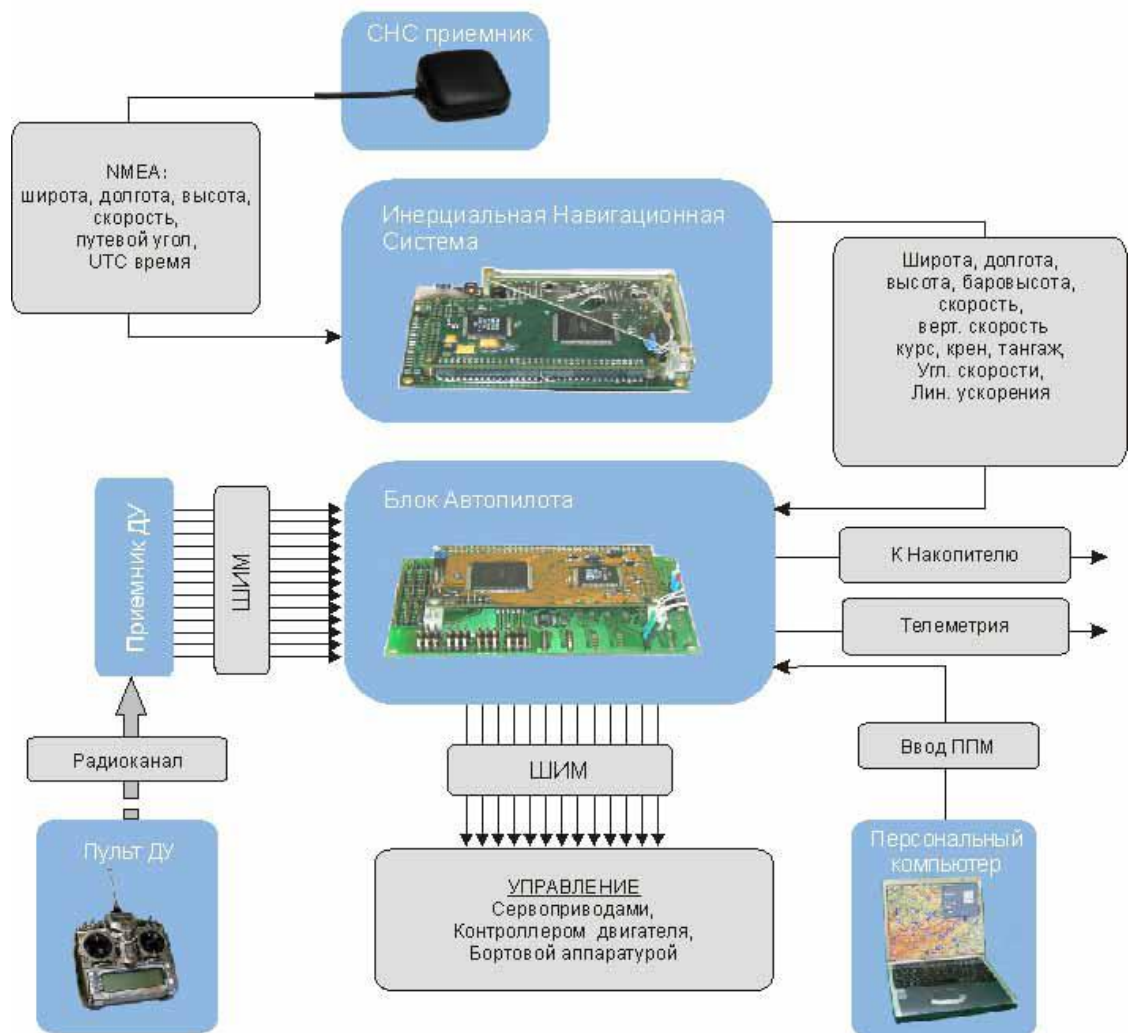 СНС приемник
NMEA:
широта, долгота, высота,
скорость,
путевой угол,
UTC время
Инерциальная Навигационная
Система
Широта, долгота,
высота, баровысота,
скорость,
верт. скорость
курс, крен, тангаж,
Угл. скорости,
Лин. ускорения
Приемник ДУ
ШИМ
Блок Автопилота
К Накопителю
Телеметрия
Радиоканал
ШИМ
Ввод ППМ
Пульт ДУ
УПРАВЛЕНИЕ
Сервоприводами,
Контроллером двигателя,
Бортовой аппаратурой
Персональный
компьютер